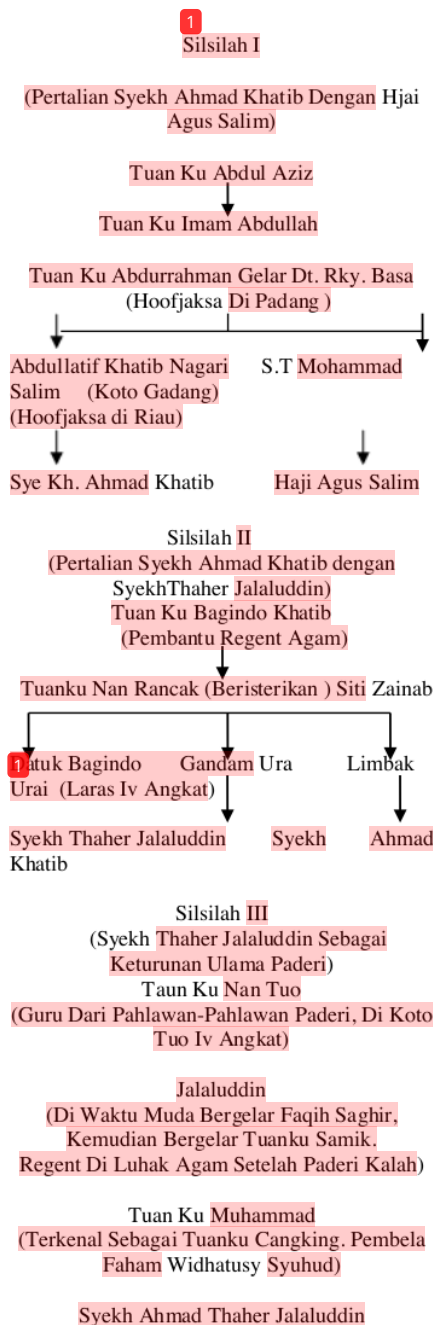 1
Silsilah I
(Pertalian Syekh Ahmad Khatib Dengan Hjai
Agus Salim)
Tuan Ku Abdul Aziz
Tuan Ku Imam Abdullah
Tuan Ku Abdurrahman Gelar Dt. Rky. Basa
(Hoofjaksa Di Padang )
Abdullatif Khatib Nagari S.T Mohammad
Salim (Koto Gadang)
(Hoofjaksa di Riau)
Sye Kh. Ahmad Khatib Haji Agus Salim
Silsilah II
(Pertalian Syekh Ahmad Khatib dengan
SyekhThaher Jalaluddin)
Tuan Ku Bagindo Khatib
(Pembantu Regent Agam)
Tuanku Nan Rancak (Beristerikan ) Siti Zainab
1
Datuk Bagindo Gandam Ura Limbak
Urai (Laras Iv Angkat)
Syekh Thaher Jalaluddin Syekh Ahmad
Khatib
Silsilah III
(Syekh Thaher Jalaluddin Sebagai
Keturunan Ulama Paderi)
Taun Ku Nan Tuo
(Guru Dari Pahlawan-Pahlawan Paderi, Di Koto
Tuo Iv Angkat)
Jalaluddin
(Di Waktu Muda Bergelar Faqih Saghir,
Kemudian Bergelar Tuanku Samik.
Regent Di Luhak Agam Setelah Paderi Kalah)
Tuan Ku Muhammad
(Terkenal Sebagai Tuanku Cangking. Pembela
Faham Widhatusy Syuhud)
Syekh Ahmad Thaher Jalaluddin